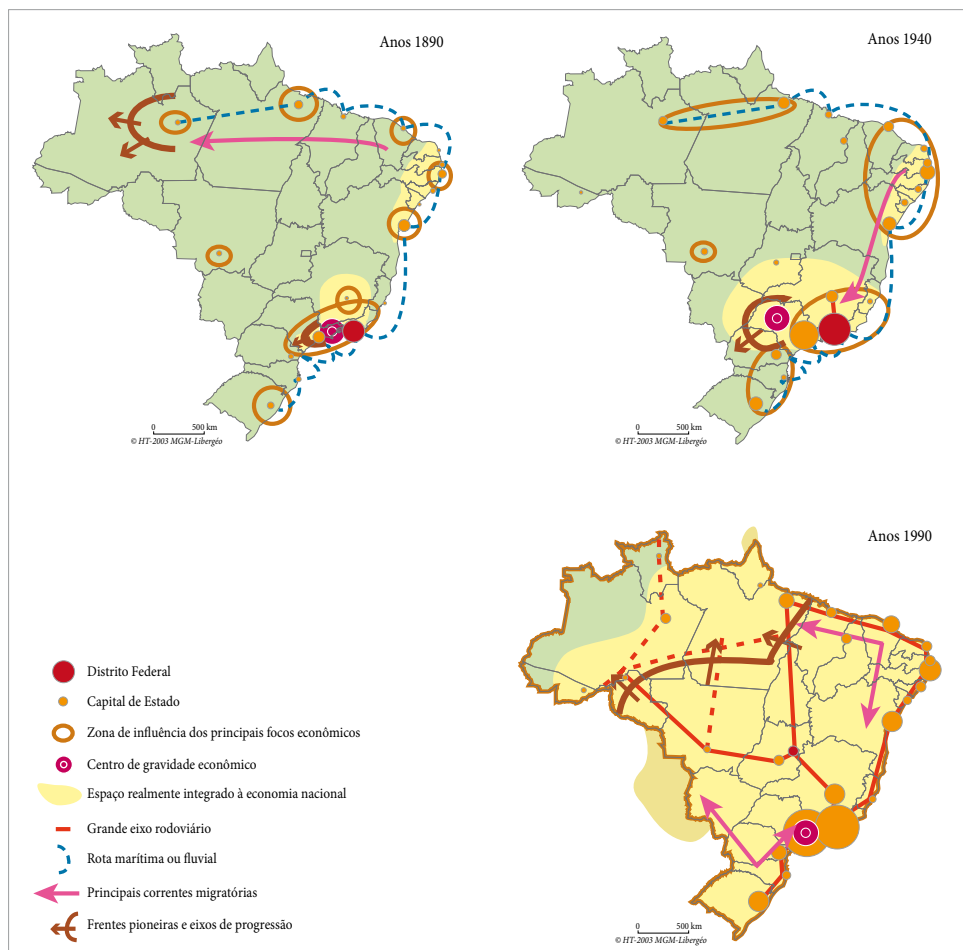 Anos 1890
0 500 km
© HT-2003 MGM-Libergéo
Anos 1940
0 500 km
© HT-2003 MGM-Libergéo
Anos 1990
0 500 km
© HT-2003 MGM-Libergéo
Distrito Federal
Capital de Estado
Zona de influência dos principais focos econômicos
Centro de gravidade econômico
Espaço realmente integrado à economia nacional
Grande eixo rodoviário
Rota marítima ou fluvial
Principais correntes migratórias
Frentes pioneiras e eixos de progressão